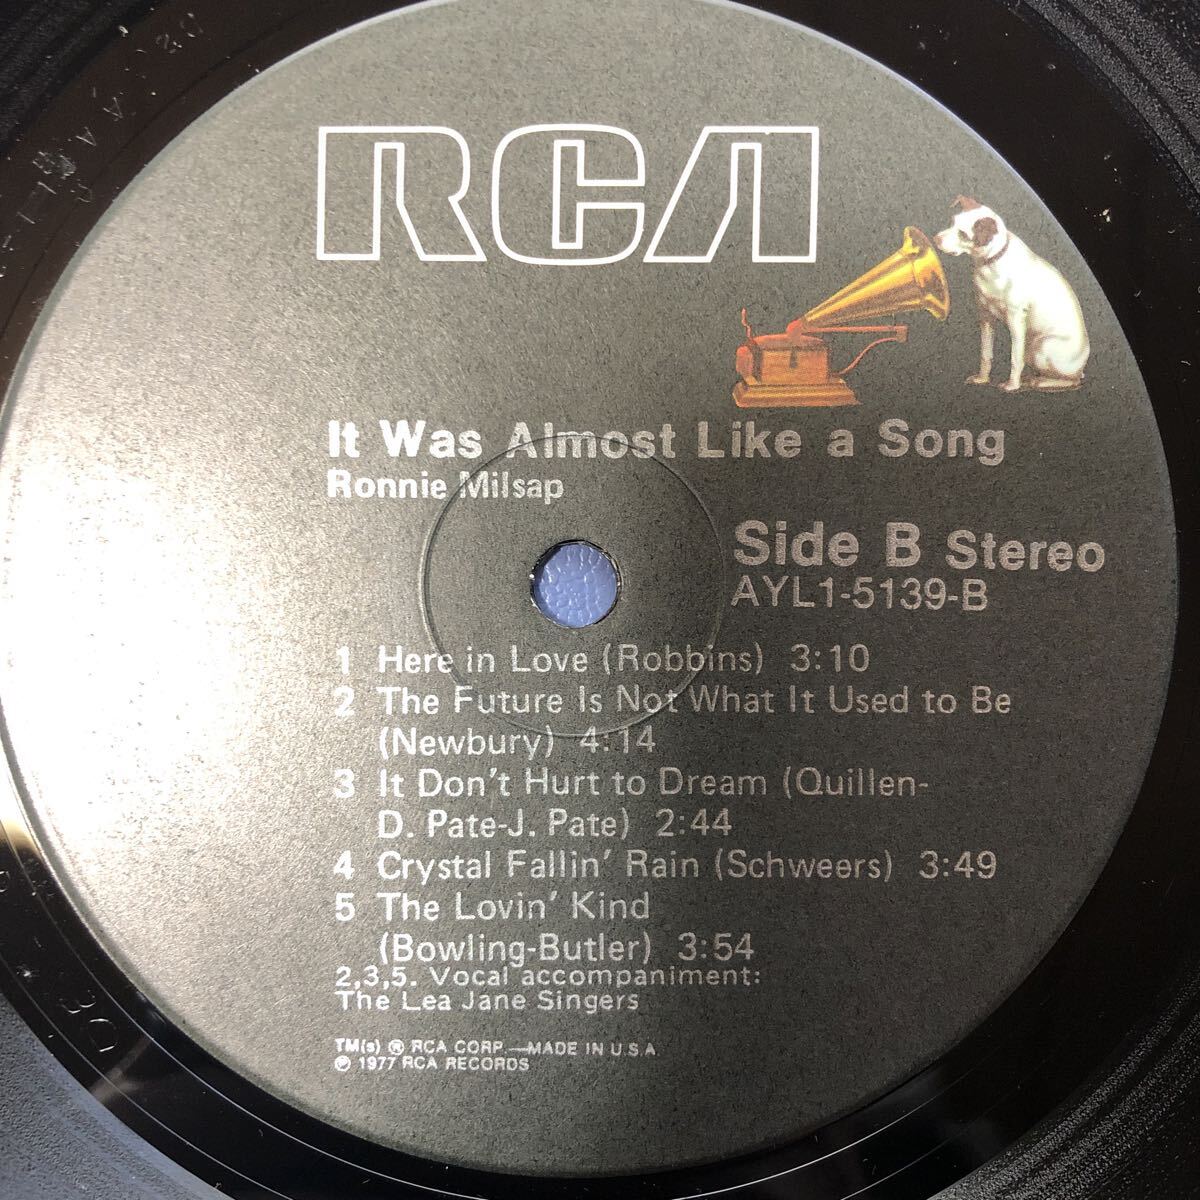 RCA
It Was Almost Like a Song
Ronnie Milsap
Side B Stereo
AYL1-5139-B
1 Here in Love (Robbins) 3:10
2 The Future Is Not What It Used to Be
(Newbury) 4:14
3 It Don't Hurt to Dream (Quillen-
D. Pate-J. Pate) 2:44
4 Crystal Fallin' Rain (Schweers) 3:49
5 The Lovin' Kind
(Bowling-Butler) 3:54
2,3,5. Vocal accompaniment:
The Lea Jane Singers
TM(s) ® RCA CORP.—MADE IN U.S.A.
℗ 1977 RCA RECORDS